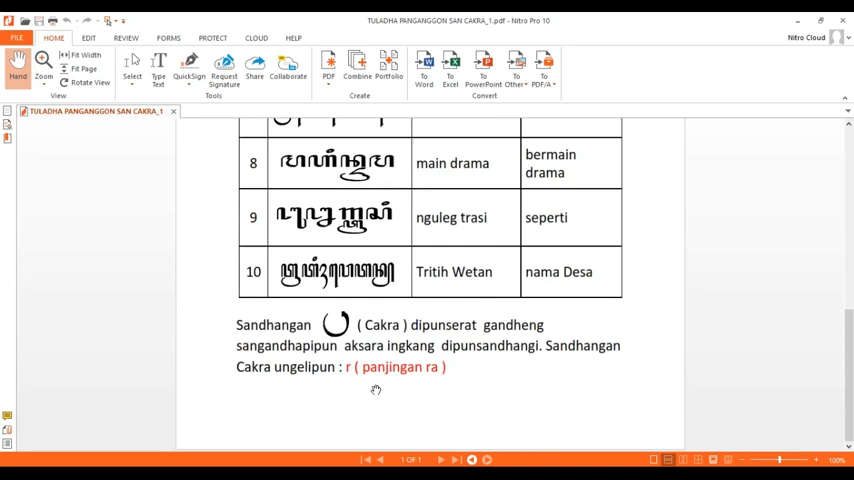 TULADHA PANGANGGON SAN CAKRA_1.pdf - Nitro Pro 10
FILE HOME EDIT REVIEW FORMS PROTECT CLOUD HELP Nitro Cloud
Hand Zoom Fit Width Fit Page Rotate View Select Type Text QuickSign Request Signature Share Collaborate PDF Combine Portfolio To Word To Excel To PowerPoint To Other To PDF/A
View Tools Create Convert
TULADHA PANGANGGON SAN CAKRA_1
8 main drama bermain drama
9 nguleg trasi seperti
10 Tritih Wetan nama Desa
Sandhangan ( Cakra ) dipunserat gandheng
sangandhapipun aksara ingkang dipunsandhangi. Sandhangan
Cakra ungelipun : r ( panjingan ra )
1 OF 1 100%